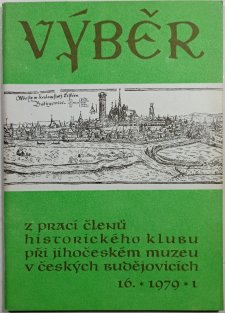 VÝBĚR
z prací členů
historického klubu
při jihočeském muzeu
v českých budějovicích
16. • 1979 • 1